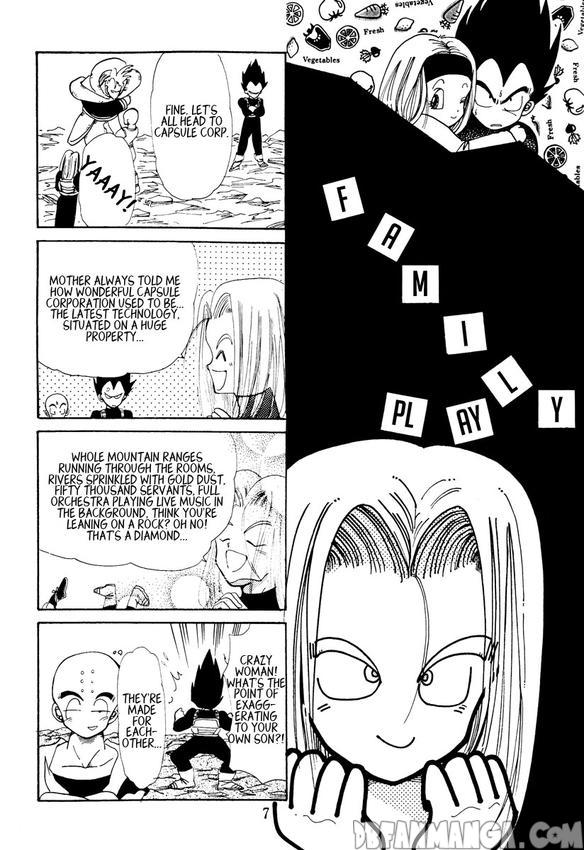 Vegetables
Fresh
Vegetables
Fresh
Fresh
Vegetables
FINE. LET'S
ALL HEAD TO
CAPSULE CORP.
YAAAY!
MOTHER ALWAYS TOLD ME
HOW WONDERFUL CAPSULE
CORPORATION USED TO BE...
THE LATEST TECHNOLOGY,
SITUATED ON A HUGE
PROPERTY...
WHOLE MOUNTAIN RANGES
RUNNING THROUGH THE ROOMS,
RIVERS SPRINKLED WITH GOLD DUST,
FIFTY THOUSAND SERVANTS, FULL
ORCHESTRA PLAYING LIVE MUSIC IN
THE BACKGROUND. THINK YOU'RE
LEANING ON A ROCK? OH NO!
THAT'S A DIAMOND...
CRAZY
WOMAN!
WHAT'S THE
POINT OF
EXAGG-
ERATING TO
YOUR OWN
SON?!
THEY'RE
MADE
FOR
EACH-
OTHER...
FAMILY
PLAY
7
DBFANMANGA.COM